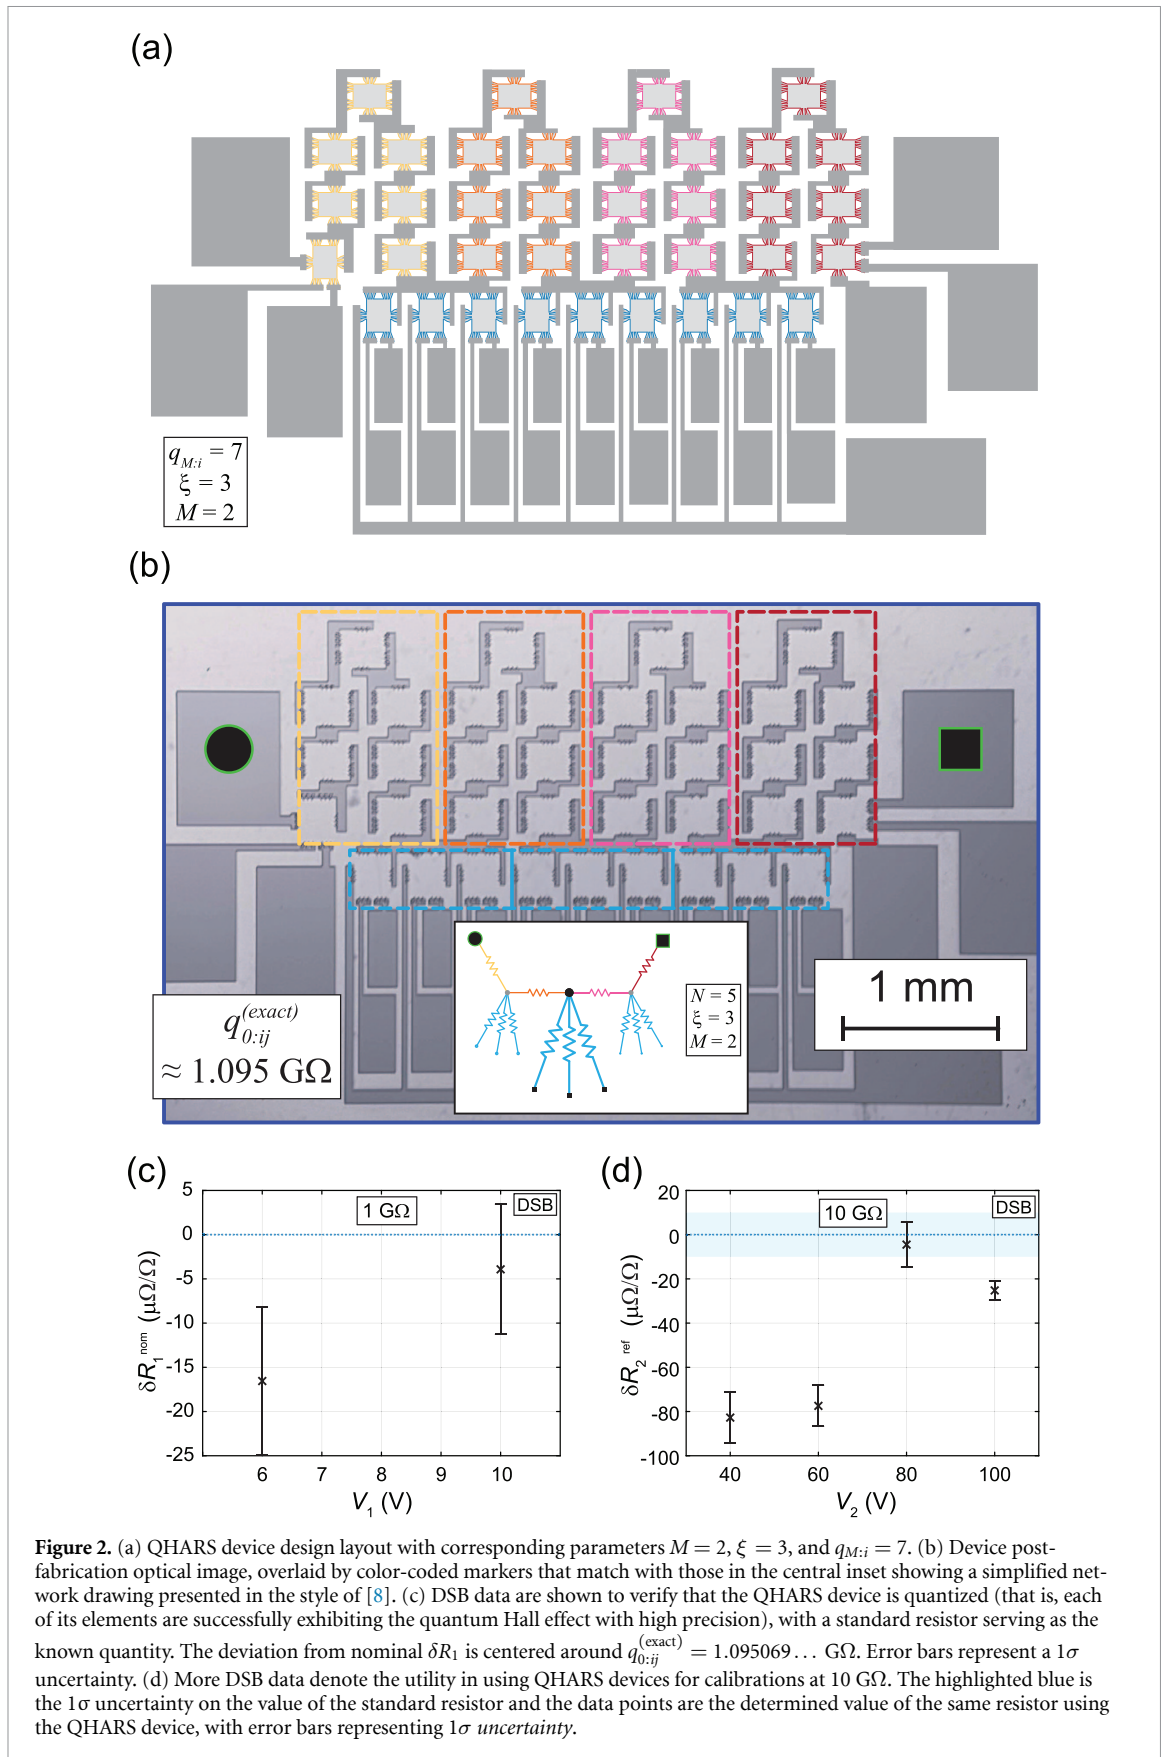 (a)
q_{M:i} = 7
ξ = 3
M = 2
(b)
N = 5
ξ = 3
M = 2
1 mm
q_{0:ij}^{(exact)}
≈ 1.095 GΩ
(c)
5
0
-5
-10
-15
-20
-25
1 GΩ
DSB
δR_1^{nom} (μΩ/Ω)
6 7 8 9 10
V_1 (V)
(d)
20
0
-20
-40
-60
-80
-100
10 GΩ
DSB
δR_2^{ref} (μΩ/Ω)
40 60 80 100
V_2 (V)
Figure 2. (a) QHARS device design layout with corresponding parameters M = 2, ξ = 3, and q_{M:i} = 7. (b) Device post-
fabrication optical image, overlaid by color-coded markers that match with those in the central inset showing a simplified net-
work drawing presented in the style of [8]. (c) DSB data are shown to verify that the QHARS device is quantized (that is, each
of its elements are successfully exhibiting the quantum Hall effect with high precision), with a standard resistor serving as the
known quantity. The deviation from nominal δR_1 is centered around q_{0:ij}^{(exact)} = 1.095069… GΩ. Error bars represent a 1σ
uncertainty. (d) More DSB data denote the utility in using QHARS devices for calibrations at 10 GΩ. The highlighted blue is
the 1σ uncertainty on the value of the standard resistor and the data points are the determined value of the same resistor using
the QHARS device, with error bars representing 1σ uncertainty.